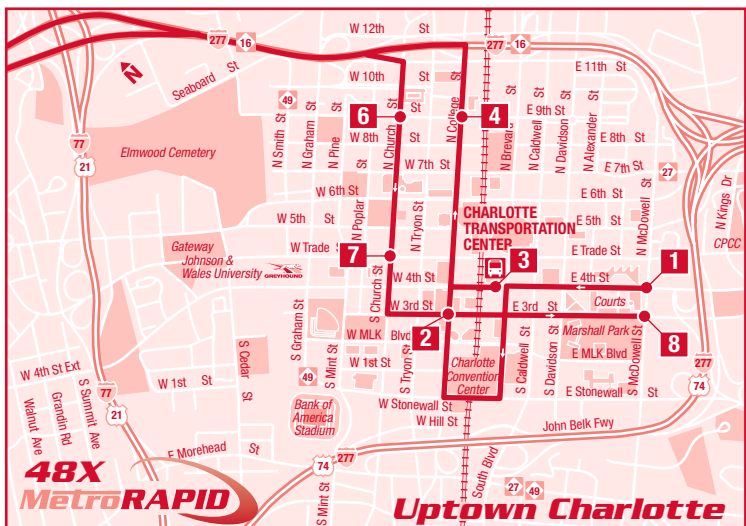 W 12th St
277
16
277
16
W 10th St
E 11th St
Seaboard St
N
49
N Smith St
N Graham St
N Pine St
6
N Church St
N College St
4
N Brevard St
E 9th St
N Caldwell St
N Davidson St
N Alexander St
W 8th St
E 8th St
77
21
Elmwood Cemetery
W 7th St
E 7th St
27
W 6th St
E 6th St
N Poplar St
N Tryon St
N McDowell St
N Kings Dr
W 5th St
CHARLOTTE
TRANSPORTATION
CENTER
E 5th St
CPCC
Gateway
Johnson &
Wales University
GREYHOUND
W Trade St
E Trade St
7
3
1
W 4th St
E 4th St
S Church St
Courts
W 3rd St
E 3rd St
2
8
S Graham St
S Mint St
W MLK Blvd
Marshall Park
E MLK Blvd
S Tryon St
S Caldwell St
S Davidson St
S McDowell St
W 4th St Ext
W 1st St
S Cedar St
W 1st St
Charlotte
Convention
Center
277
74
77
21
Walnut Ave
Grandin Rd
S Summit Ave
49
Bank of
America
Stadium
W Stonewall St
E Stonewall St
W Hill St
John Belk Fwy
E Morehead St
277
74
S Mint St
South Blvd
27
49
48X
MetroRAPID
Uptown Charlotte